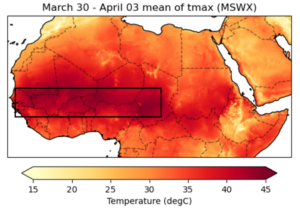 March 30 - April 03 mean of tmax (MSWX)
15 20 25 30 35 40 45
Temperature (degC)